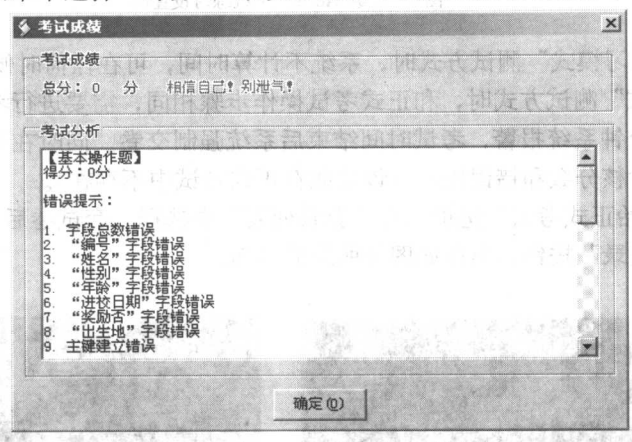 考试成绩
考试成绩
总分：0 分 相信自己！别泄气！
考试分析
【基本操作题】
得分：0分
错误提示：
1. 字段总数错误
2. “编号”字段错误
3. “姓名”字段错误
4. “性别”字段错误
5. “年龄”字段错误
6. “进校日期”字段错误
7. “奖励否”字段错误
8. “出生地”字段错误
9. 主键建立错误
确定(O)